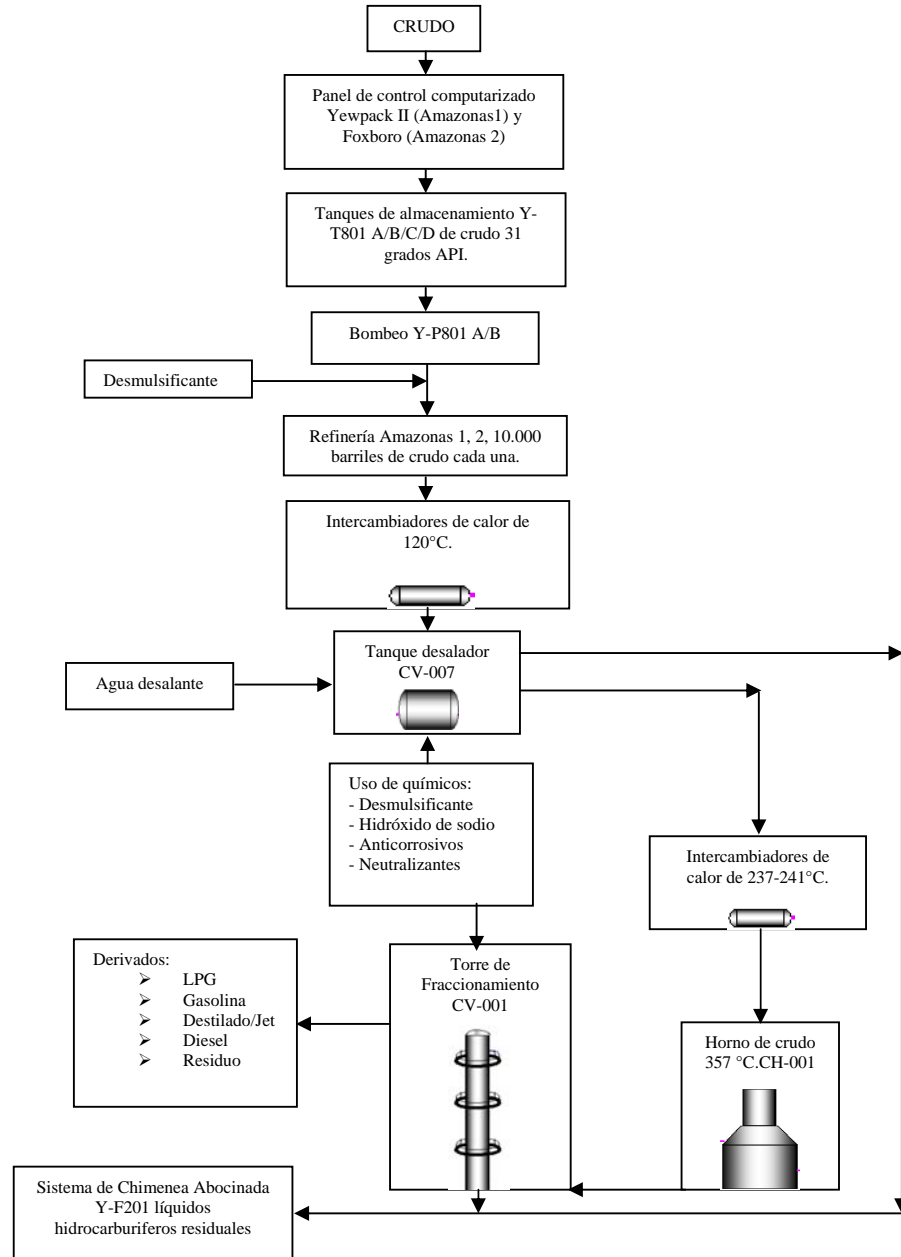 CRUDO
Panel de control computarizado
Yewpack II (Amazonas1) y
Foxboro (Amazonas 2)
Tanques de almacenamiento Y-
T801 A/B/C/D de crudo 31
grados API.
Bombeo Y-P801 A/B
Desmulsificante
Refinería Amazonas 1, 2, 10.000
barriles de crudo cada una.
Intercambiadores de calor de
120°C.
Tanque desalador
CV-007
Agua desalante
Uso de químicos:
- Desmulsificante
- Hidróxido de sodio
- Anticorrosivos
- Neutralizantes
Intercambiadores de
calor de 237-241°C.
Derivados:
➢ LPG
➢ Gasolina
➢ Destilado/Jet
➢ Diesel
➢ Residuo
Torre de
Fraccionamiento
CV-001
Horno de crudo
357 °C.CH-001
Sistema de Chimenea Abocinada
Y-F201 líquidos
hidrocarburiferos residuales